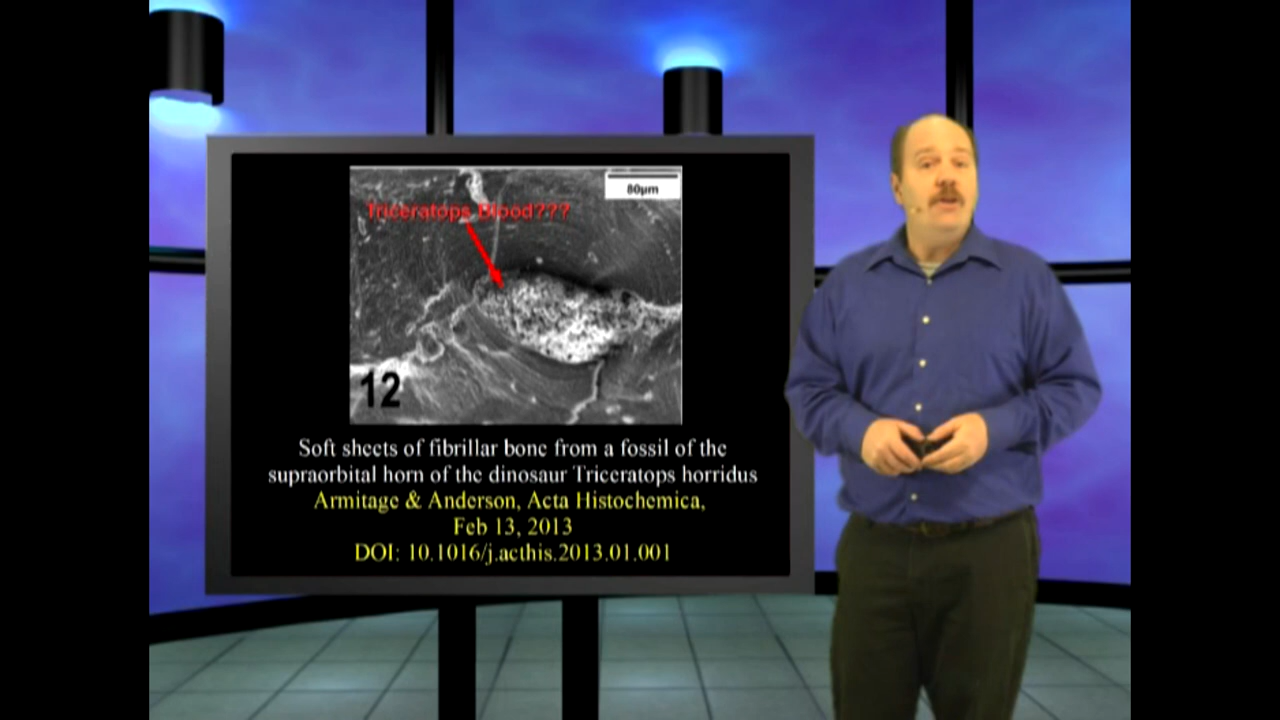 80µm
Triceratops Blood???
12
Soft sheets of fibrillar bone from a fossil of the
supraorbital horn of the dinosaur Triceratops horridus
Armitage & Anderson, Acta Histochemica,
Feb 13, 2013
DOI: 10.1016/j.acthis.2013.01.001